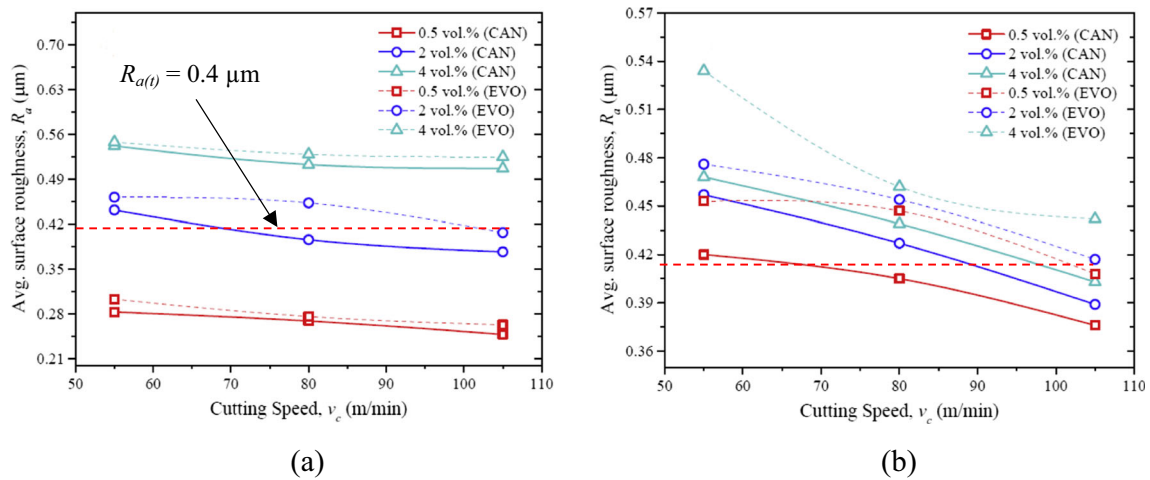 0.70
0.63
0.56
0.49
0.42
0.35
0.28
0.21
Avg. surface roughness, Rₐ (μm)
Rₐ₍ₜ₎ = 0.4 μm
0.5 vol.% (CAN)
2 vol.% (CAN)
4 vol.% (CAN)
0.5 vol.% (EVO)
2 vol.% (EVO)
4 vol.% (EVO)
50 60 70 80 90 100 110
Cutting Speed, v_c (m/min)
(a)
0.57
0.54
0.51
0.48
0.45
0.42
0.39
0.36
Avg. surface roughness, Rₐ (μm)
0.5 vol.% (CAN)
2 vol.% (CAN)
4 vol.% (CAN)
0.5 vol.% (EVO)
2 vol.% (EVO)
4 vol.% (EVO)
50 60 70 80 90 100 110
Cutting Speed, v_c (m/min)
(b)